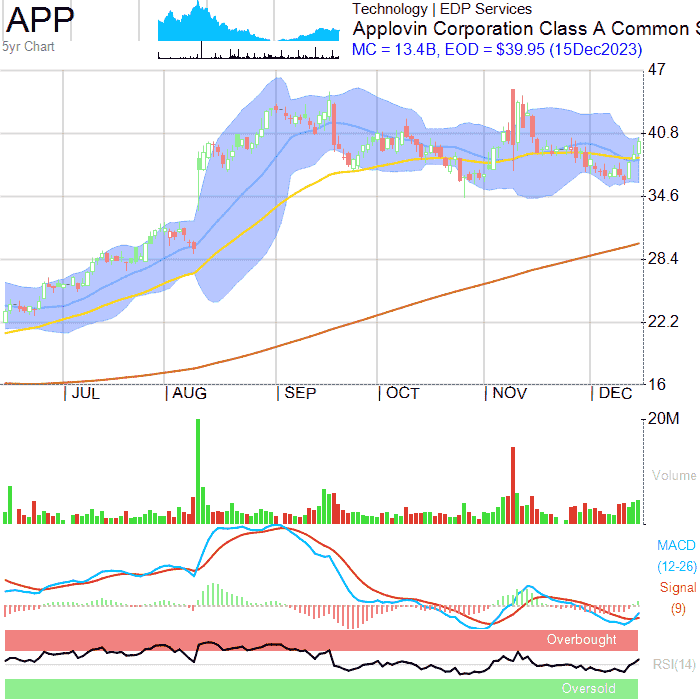 APP
5yr Chart
Technology | EDP Services
Applovin Corporation Class A Common S
MC = 13.4B, EOD = $39.95 (15Dec2023)
47
40.8
34.6
28.4
22.2
16
JUL AUG SEP OCT NOV DEC
20M
Volume
MACD
(12-26)
Signal
(9)
Overbought
RSI(14)
Oversold